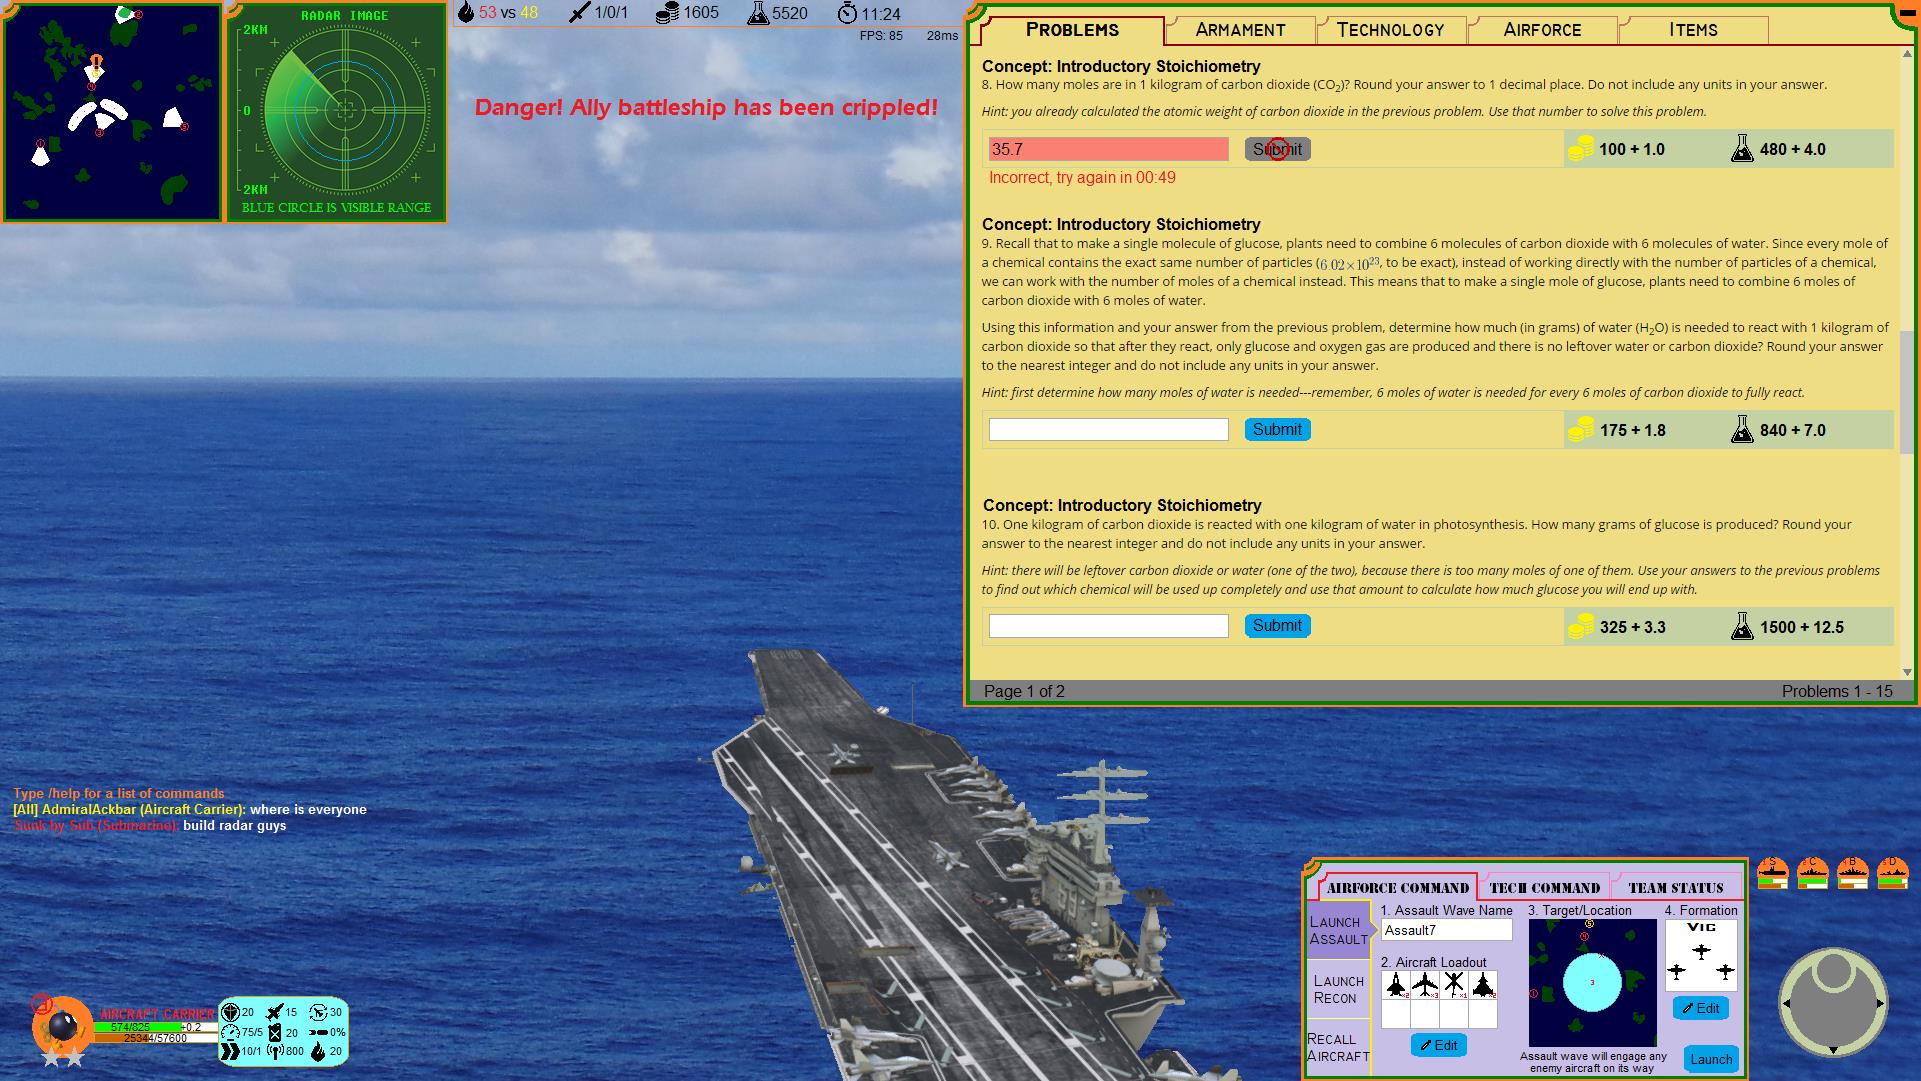 RADAR IMAGE
2KM
0
2KM
BLUE CIRCLE IS VISIBLE RANGE
53 vs 48
1/0/1
1605
5520
11:24
FPS: 85
28ms
Danger! Ally battleship has been crippled!
PROBLEMS
ARMAMENT
TECHNOLOGY
AIRFORCE
ITEMS
Concept: Introductory Stoichiometry
8. How many moles are in 1 kilogram of carbon dioxide (CO2)? Round your answer to 1 decimal place. Do not include any units in your answer.
Hint: you already calculated the atomic weight of carbon dioxide in the previous problem. Use that number to solve this problem.
35.7
Submit
100 + 1.0
480 + 4.0
Incorrect, try again in 00:49
Concept: Introductory Stoichiometry
9. Recall that to make a single molecule of glucose, plants need to combine 6 molecules of carbon dioxide with 6 molecules of water. Since every mole of
a chemical contains the exact same number of particles (6.02×10^23, to be exact), instead of working directly with the number of particles of a chemical,
we can work with the number of moles of a chemical instead. This means that to make a single mole of glucose, plants need to combine 6 moles of
carbon dioxide with 6 moles of water.
Using this information and your answer from the previous problem, determine how much (in grams) of water (H2O) is needed to react with 1 kilogram of
carbon dioxide so that after they react, only glucose and oxygen gas are produced and there is no leftover water or carbon dioxide? Round your answer
to the nearest integer and do not include any units in your answer.
Hint: first determine how many moles of water is needed---remember, 6 moles of water is needed for every 6 moles of carbon dioxide to fully react.
Submit
175 + 1.8
840 + 7.0
Concept: Introductory Stoichiometry
10. One kilogram of carbon dioxide is reacted with one kilogram of water in photosynthesis. How many grams of glucose is produced? Round your
answer to the nearest integer and do not include any units in your answer.
Hint: there will be leftover carbon dioxide or water (one of the two), because there is too many moles of one of them. Use your answers to the previous problems
to find out which chemical will be used up completely and use that amount to calculate how much glucose you will end up with.
Submit
325 + 3.3
1500 + 12.5
Page 1 of 2
Problems 1 - 15
Type /help for a list of commands
[All] AdmiralAckbar (Aircraft Carrier): where is everyone
Sunk by Sub (Submarine): build radar guys
AIRCRAFT CARRIER
574/825 +0.2
25344/57600
20 15 30
75/5 20 0%
10/1 800 20
AIRFORCE COMMAND
TECH COMMAND
TEAM STATUS
LAUNCH
ASSAULT
LAUNCH
RECON
RECALL
AIRCRAFT
1. Assault Wave Name
Assault7
2. Aircraft Loadout
×2 ×3 ×1 ×2
Edit
3. Target/Location
3
Assault wave will engage any
enemy aircraft on its way
4. Formation
VIC
Edit
Launch
S
C
B
D